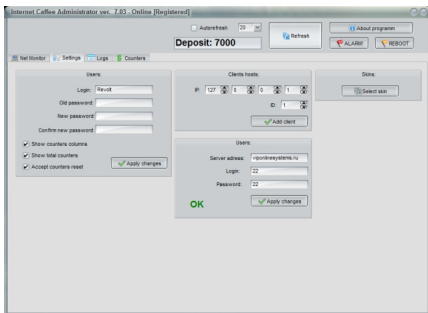 Internet Caffee Administrator ver. 7.03 - Online [Registered]
Autorefresh 20
Refresh
About programm
Deposit: 7000
ALARM
REBOOT
Net Monitor Settings Logs Counters
Users:
Login: Revolt
Old password:
New password:
Confirm new password:
Show counters columns
Show total counters
Accept counters reset
Apply changes
Clients hosts:
IP: 127 0 0 1
ID: 1
Add client
Users:
Server adress: viponlinesystems.ru
Login: 22
Password: 22
OK
Apply changes
Skins:
Select skin